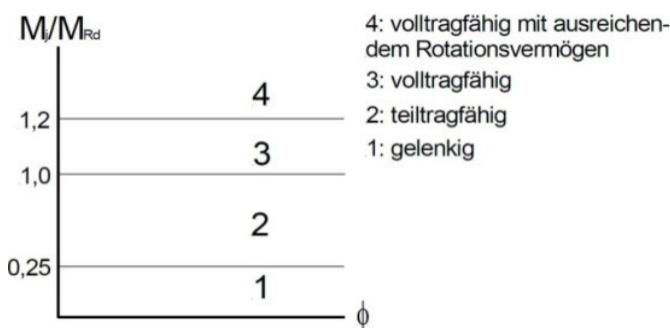 Mj/MRd
4: volltragfähig mit ausreichen-
dem Rotationsvermögen
3: volltragfähig
2: teiltragfähig
1: gelenkig
4
1,2
3
1,0
2
0,25
1
ϕ